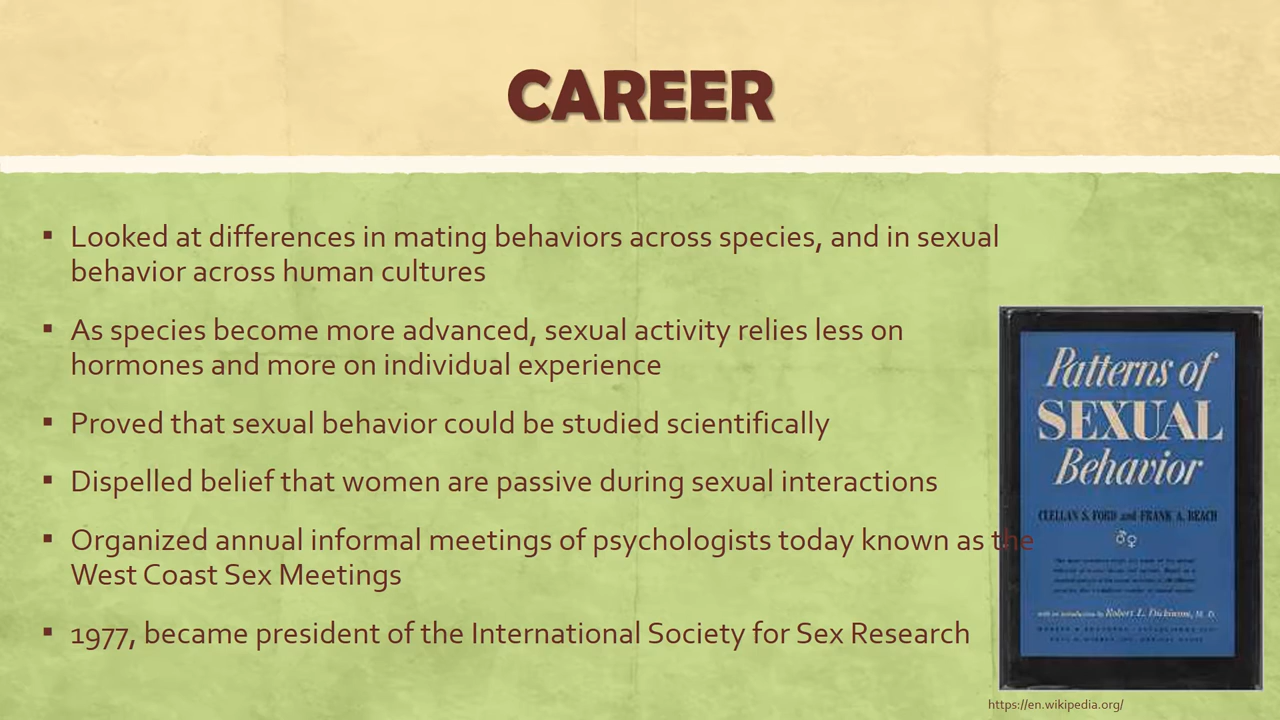 CAREER
▪ Looked at differences in mating behaviors across species, and in sexual
behavior across human cultures
▪ As species become more advanced, sexual activity relies less on
hormones and more on individual experience
▪ Proved that sexual behavior could be studied scientifically
▪ Dispelled belief that women are passive during sexual interactions
▪ Organized annual informal meetings of psychologists today known as the
West Coast Sex Meetings
▪ 1977, became president of the International Society for Sex Research
Patterns of
SEXUAL
Behavior
CLELLAN S. FORD and FRANK A. BEACH
with an introduction by Robert L. Dickinson, M. D.
https://en.wikipedia.org/